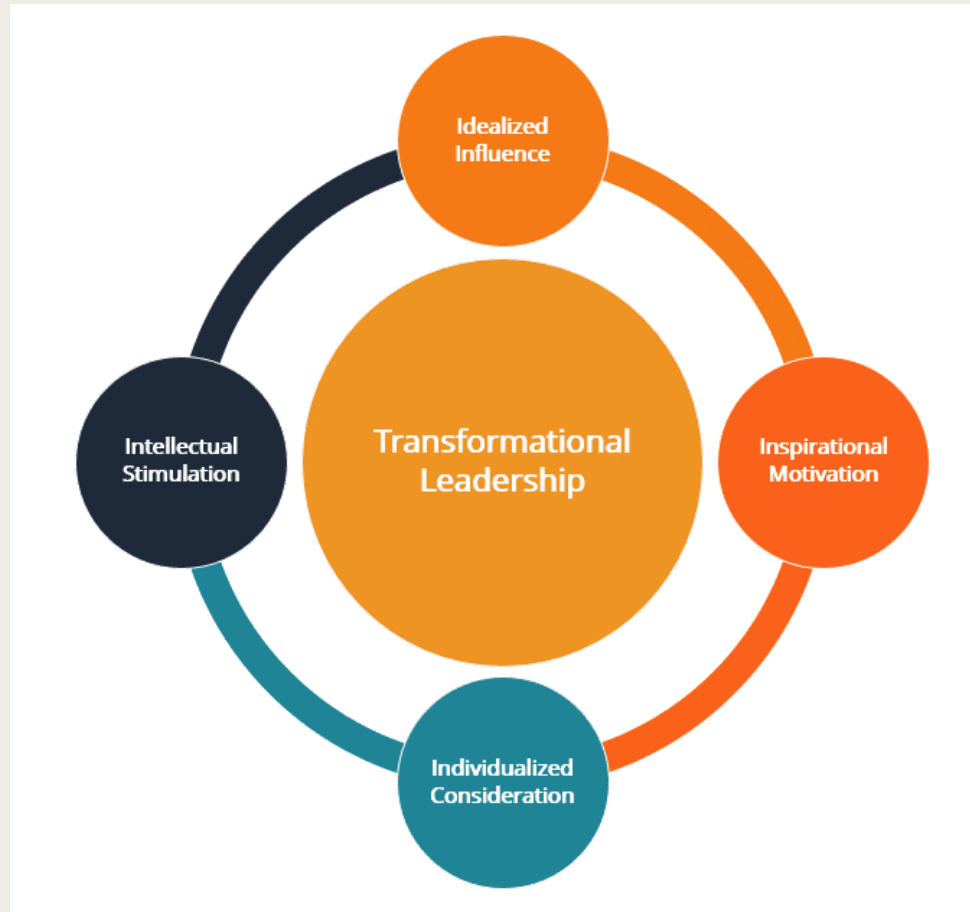 Idealized
Influence
Transformational
Leadership
Intellectual
Stimulation
Inspirational
Motivation
Individualized
Consideration